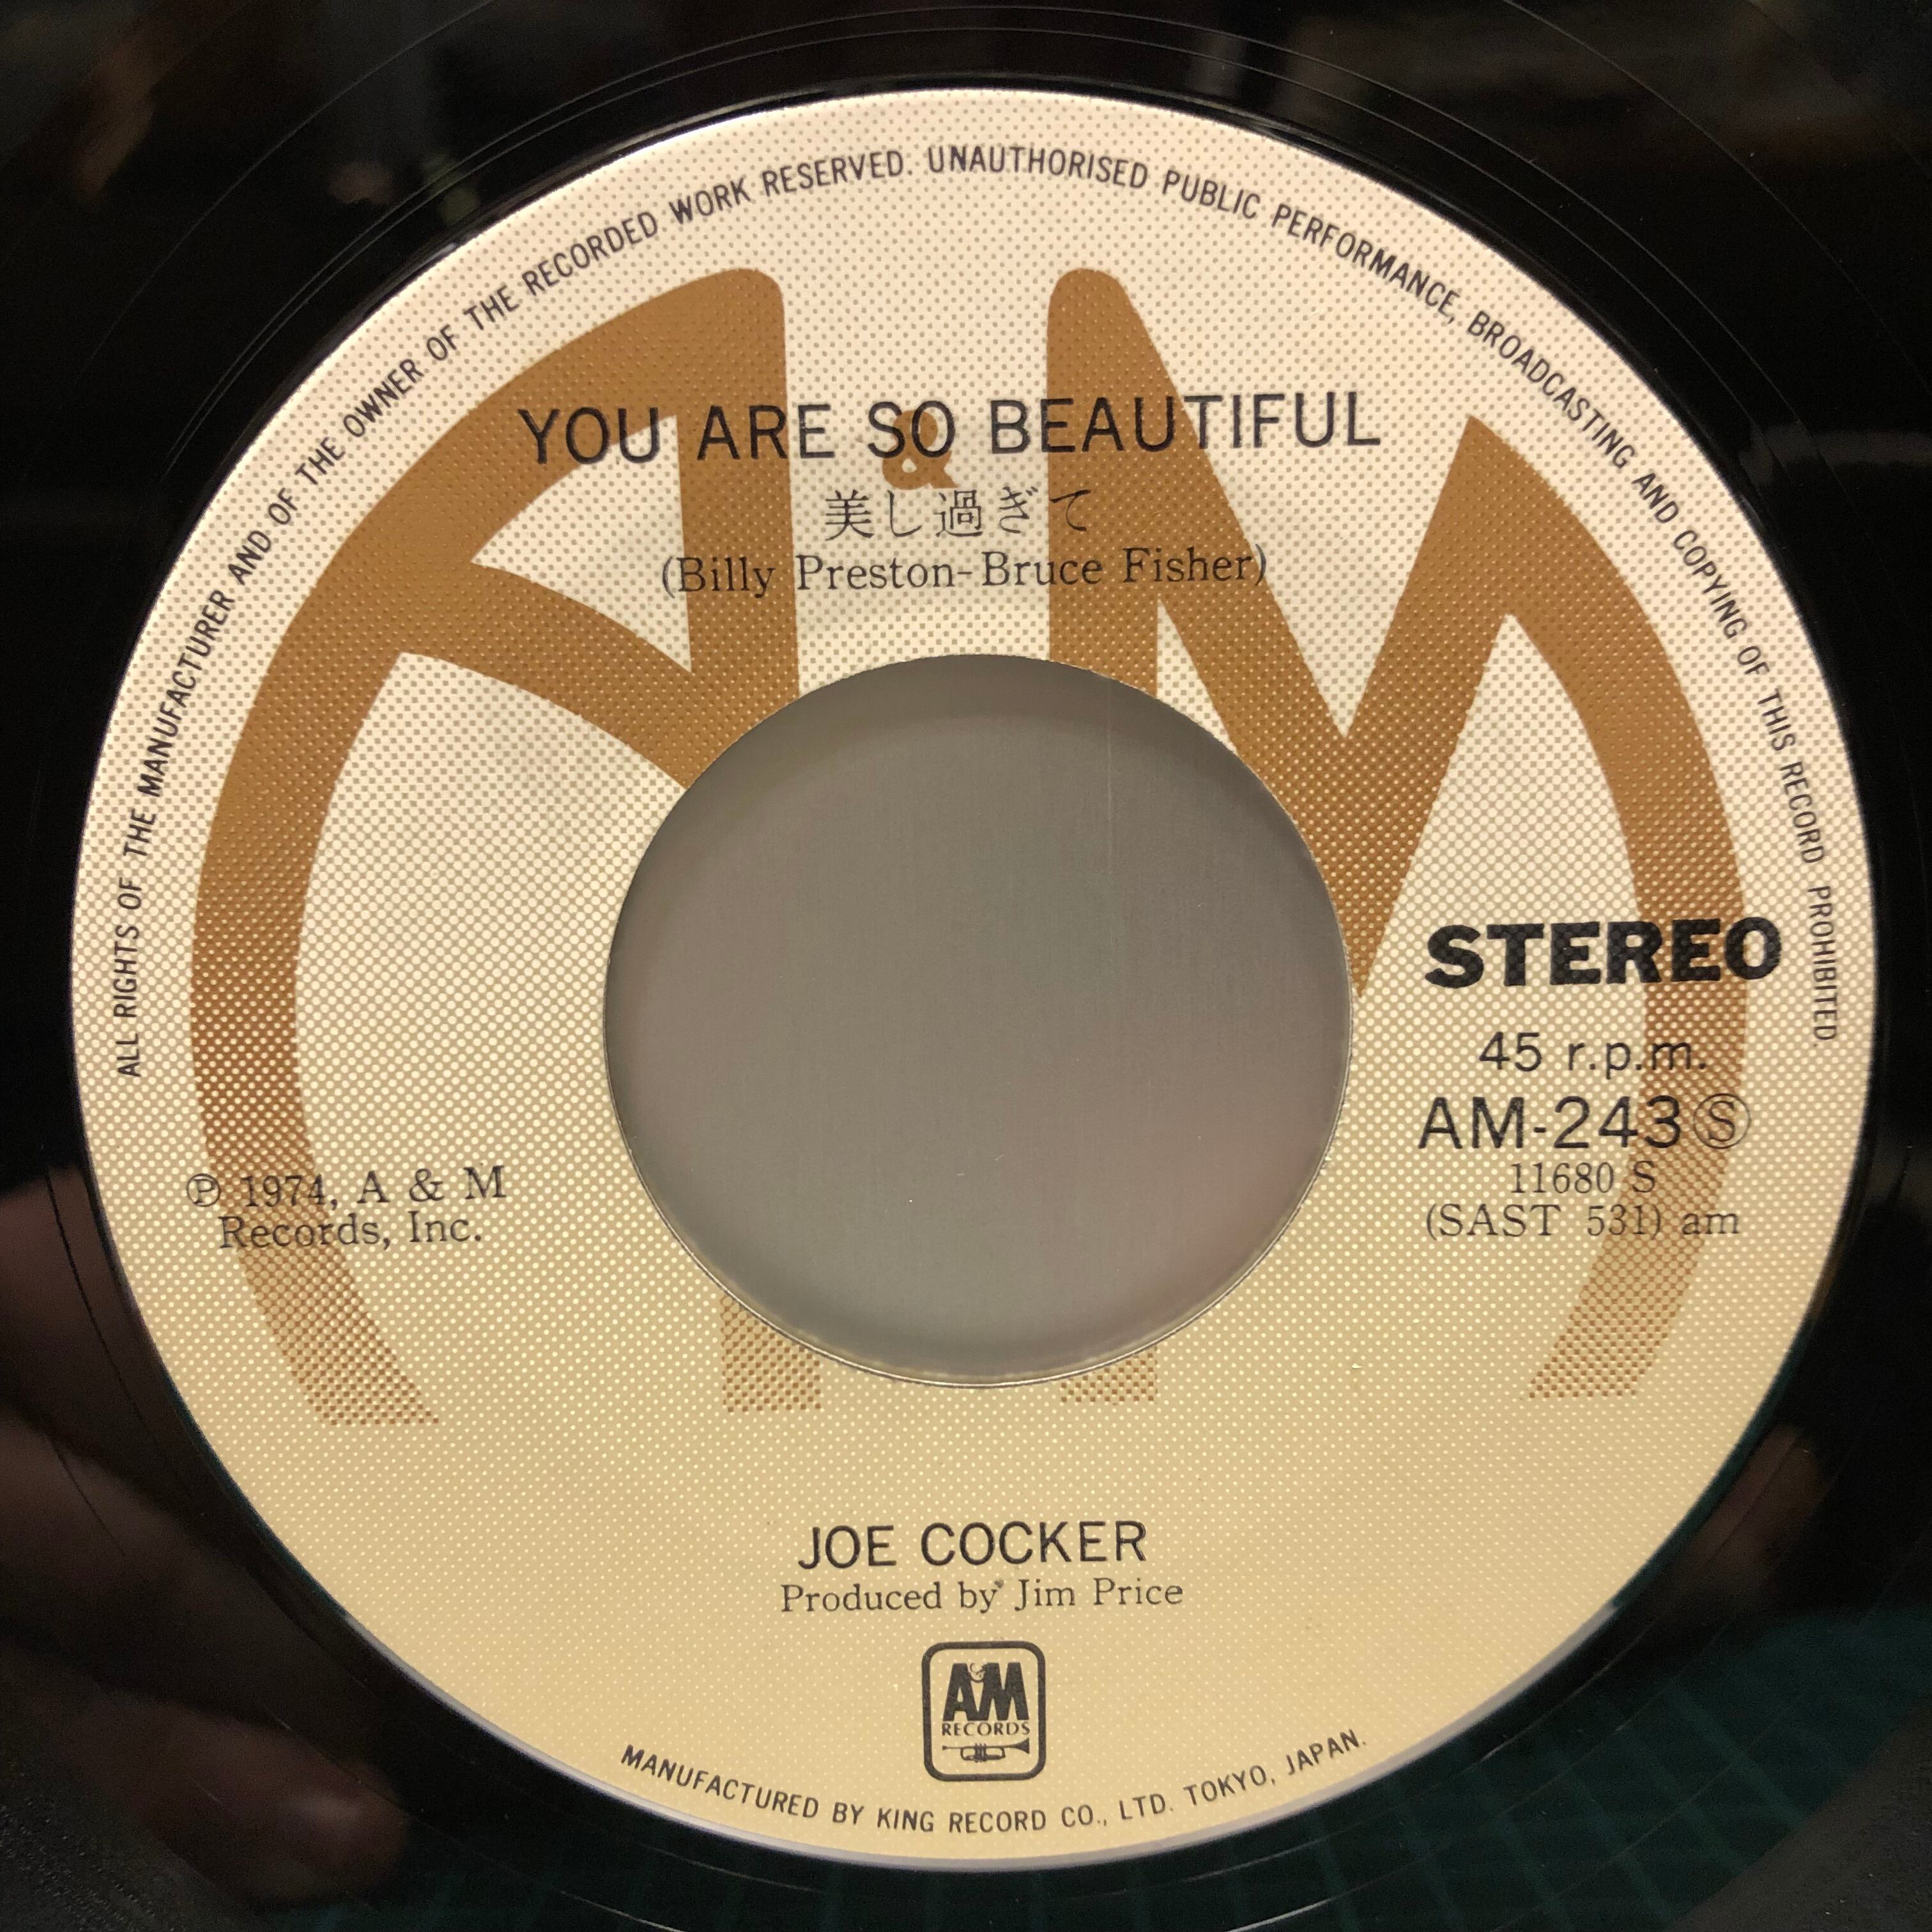 ALL RIGHTS OF THE MANUFACTURER AND OF THE OWNER OF THE RECORDED WORK RESERVED. UNAUTHORISED PUBLIC PERFORMANCE, BROADCASTING AND COPYING OF THIS RECORD PROHIBITED.
A & M
YOU ARE SO BEAUTIFUL
美し過ぎて
(Billy Preston-Bruce Fisher)
STEREO
45 r.p.m.
AM-243Ⓢ
11680 S
(SAST 531) am
℗ 1974, A & M
Records, Inc.
JOE COCKER
Produced by Jim Price
A&M
RECORDS
MANUFACTURED BY KING RECORD CO., LTD. TOKYO, JAPAN.